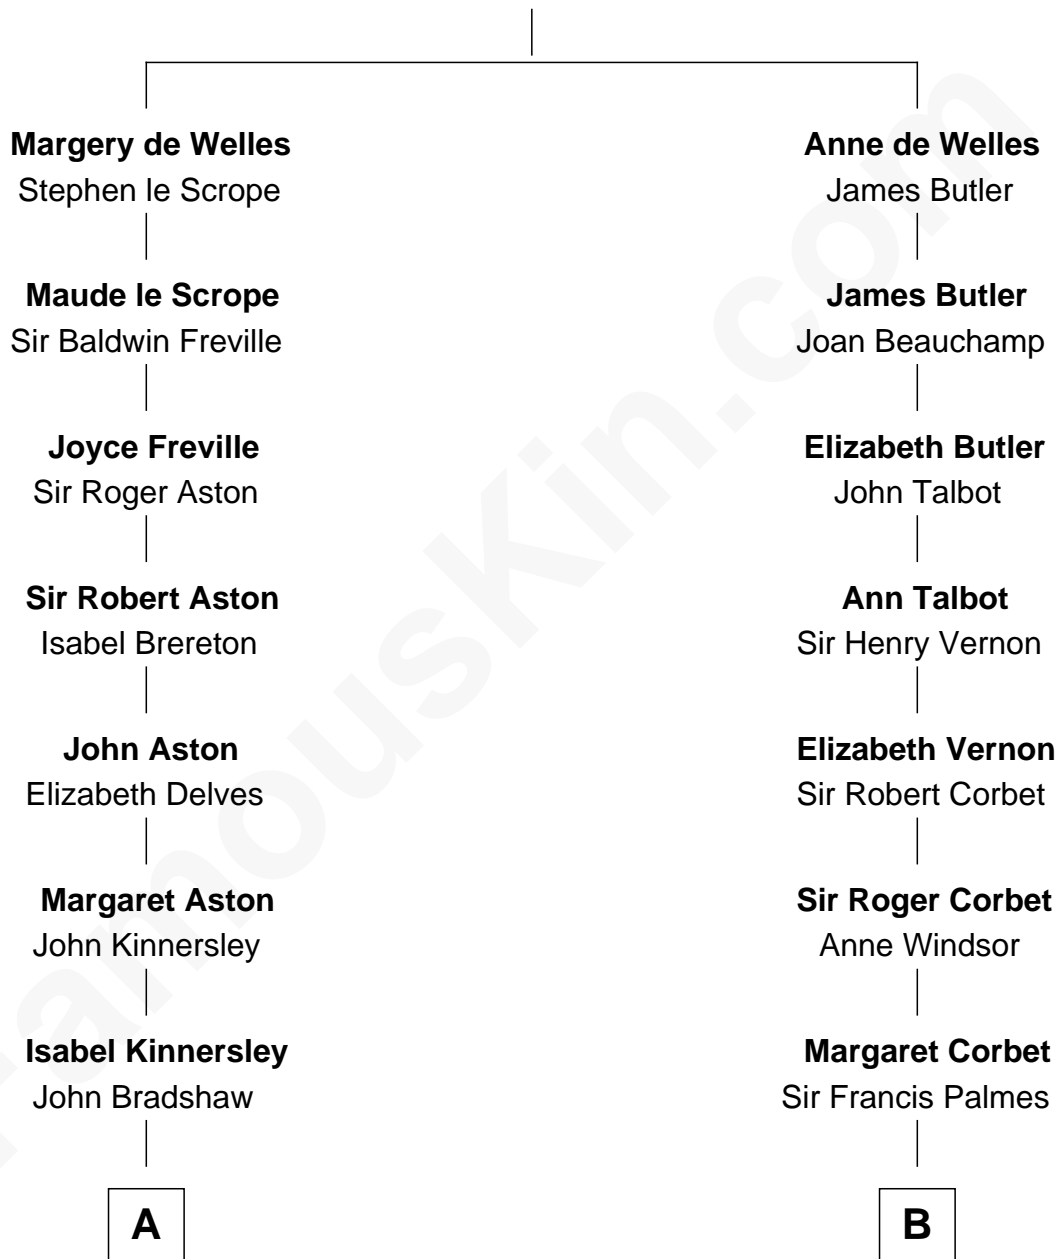 Margery de Welles
Stephen le Scrope
Maude le Scrope
Sir Baldwin Freville
Joyce Freville
Sir Roger Aston
Sir Robert Aston
Isabel Brereton
John Aston
Elizabeth Delves
Margaret Aston
John Kinnersley
Isabel Kinnersley
John Bradshaw
A
Anne de Welles
James Butler
James Butler
Joan Beauchamp
Elizabeth Butler
John Talbot
Ann Talbot
Sir Henry Vernon
Elizabeth Vernon
Sir Robert Corbet
Sir Roger Corbet
Anne Windsor
Margaret Corbet
Sir Francis Palmes
B
FamousKin.com